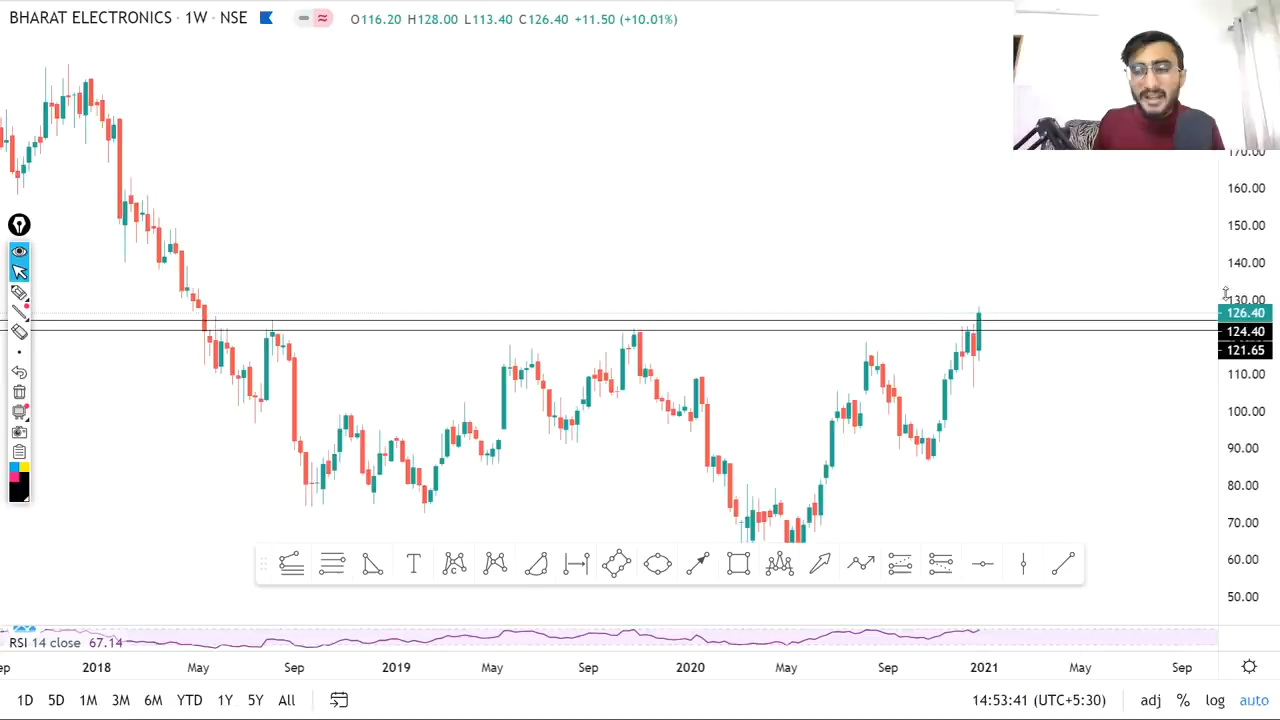 BHARAT ELECTRONICS · 1W · NSE O116.20 H128.00 L113.40 C126.40 +11.50 (+10.01%)
170.00
160.00
150.00
140.00
130.00
126.40
124.40
121.65
110.00
100.00
90.00
80.00
70.00
60.00
50.00
T
C
RSI 14 close 67.14
ep 2018 May Sep 2019 May Sep 2020 May Sep 2021 May Sep
1D 5D 1M 3M 6M YTD 1Y 5Y All 14:53:41 (UTC+5:30) adj % log auto